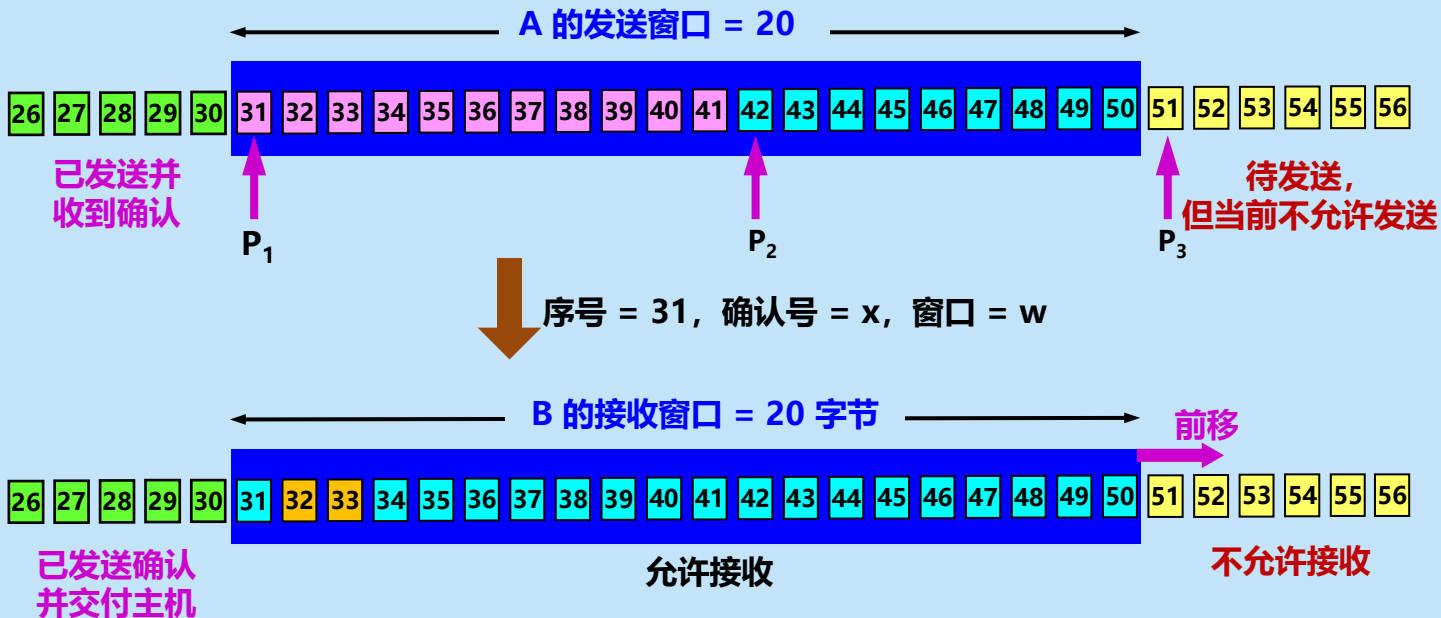 A 的发送窗口 = 20
26 27 28 29 30 31 32 33 34 35 36 37 38 39 40 41 42 43 44 45 46 47 48 49 50 51 52 53 54 55 56
已发送并
收到确认
待发送，
但当前不允许发送
P1 P2 P3
序号 = 31，确认号 = x，窗口 = w
B 的接收窗口 = 20 字节
前移
26 27 28 29 30 31 32 33 34 35 36 37 38 39 40 41 42 43 44 45 46 47 48 49 50 51 52 53 54 55 56
已发送确认
并交付主机
允许接收
不允许接收